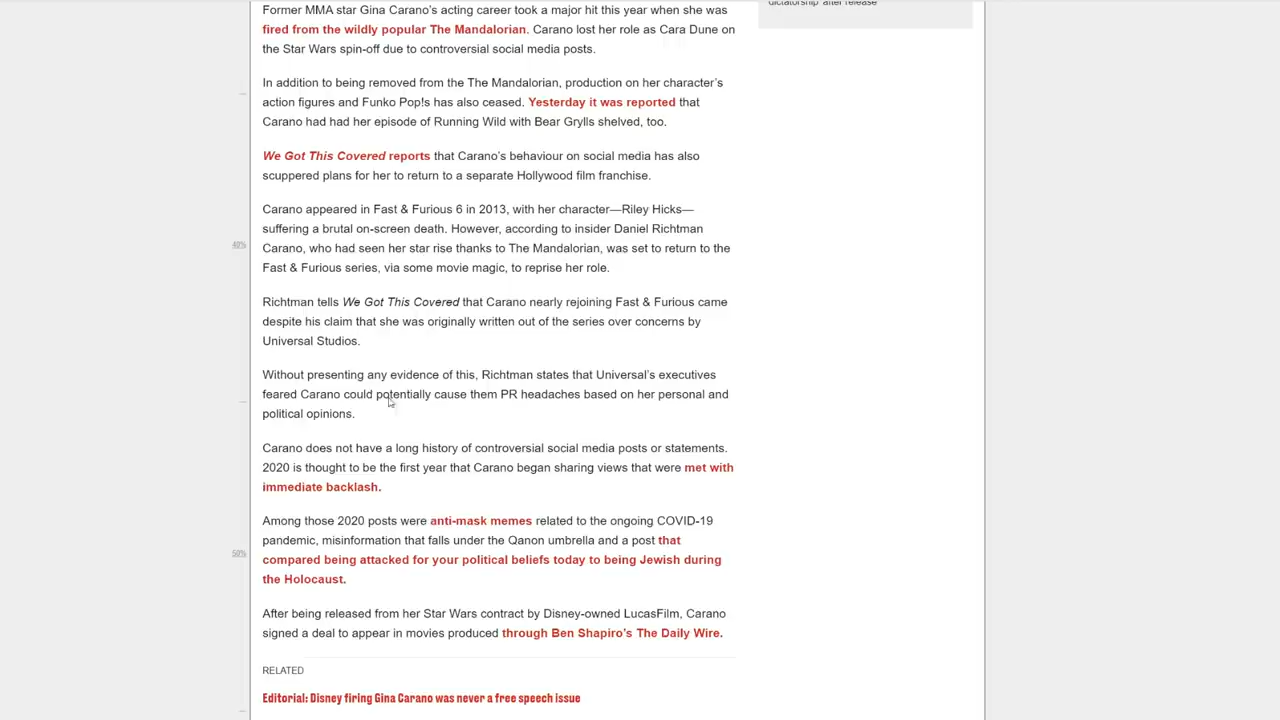 dictatorship' after release
Former MMA star Gina Carano's acting career took a major hit this year when she was
fired from the wildly popular The Mandalorian. Carano lost her role as Cara Dune on
the Star Wars spin-off due to controversial social media posts.
In addition to being removed from the The Mandalorian, production on her character's
action figures and Funko Pop!s has also ceased. Yesterday it was reported that
Carano had had her episode of Running Wild with Bear Grylls shelved, too.
We Got This Covered reports that Carano's behaviour on social media has also
scuppered plans for her to return to a separate Hollywood film franchise.
Carano appeared in Fast & Furious 6 in 2013, with her character—Riley Hicks—
suffering a brutal on-screen death. However, according to insider Daniel Richtman
Carano, who had seen her star rise thanks to The Mandalorian, was set to return to the
40%
Fast & Furious series, via some movie magic, to reprise her role.
Richtman tells We Got This Covered that Carano nearly rejoining Fast & Furious came
despite his claim that she was originally written out of the series over concerns by
Universal Studios.
Without presenting any evidence of this, Richtman states that Universal's executives
feared Carano could potentially cause them PR headaches based on her personal and
political opinions.
Carano does not have a long history of controversial social media posts or statements.
2020 is thought to be the first year that Carano began sharing views that were met with
immediate backlash.
Among those 2020 posts were anti-mask memes related to the ongoing COVID-19
pandemic, misinformation that falls under the Qanon umbrella and a post that
50%
compared being attacked for your political beliefs today to being Jewish during
the Holocaust.
After being released from her Star Wars contract by Disney-owned LucasFilm, Carano
signed a deal to appear in movies produced through Ben Shapiro's The Daily Wire.
RELATED
Editorial: Disney firing Gina Carano was never a free speech issue